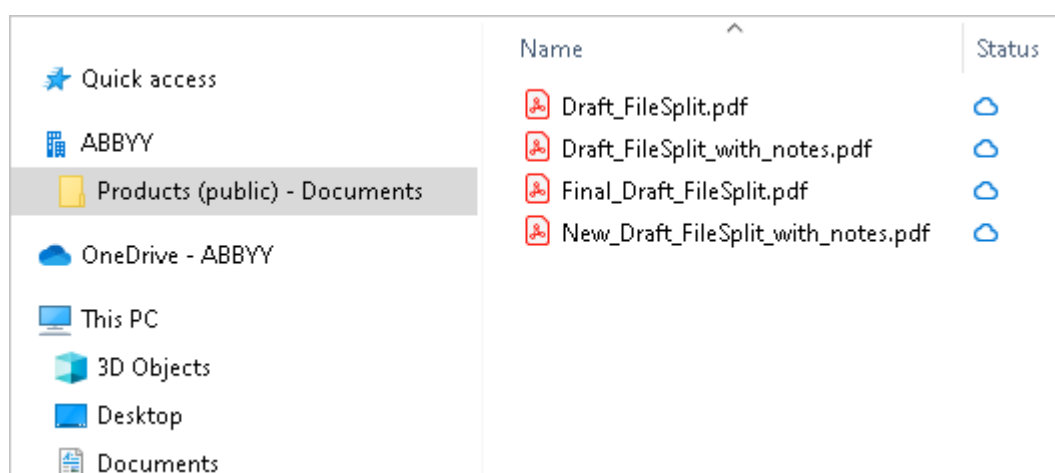 Quick access
ABBYY
Products (public) - Documents
OneDrive - ABBYY
This PC
3D Objects
Desktop
Documents
Name Status
Draft_FileSplit.pdf
Draft_FileSplit_with_notes.pdf
Final_Draft_FileSplit.pdf
New_Draft_FileSplit_with_notes.pdf